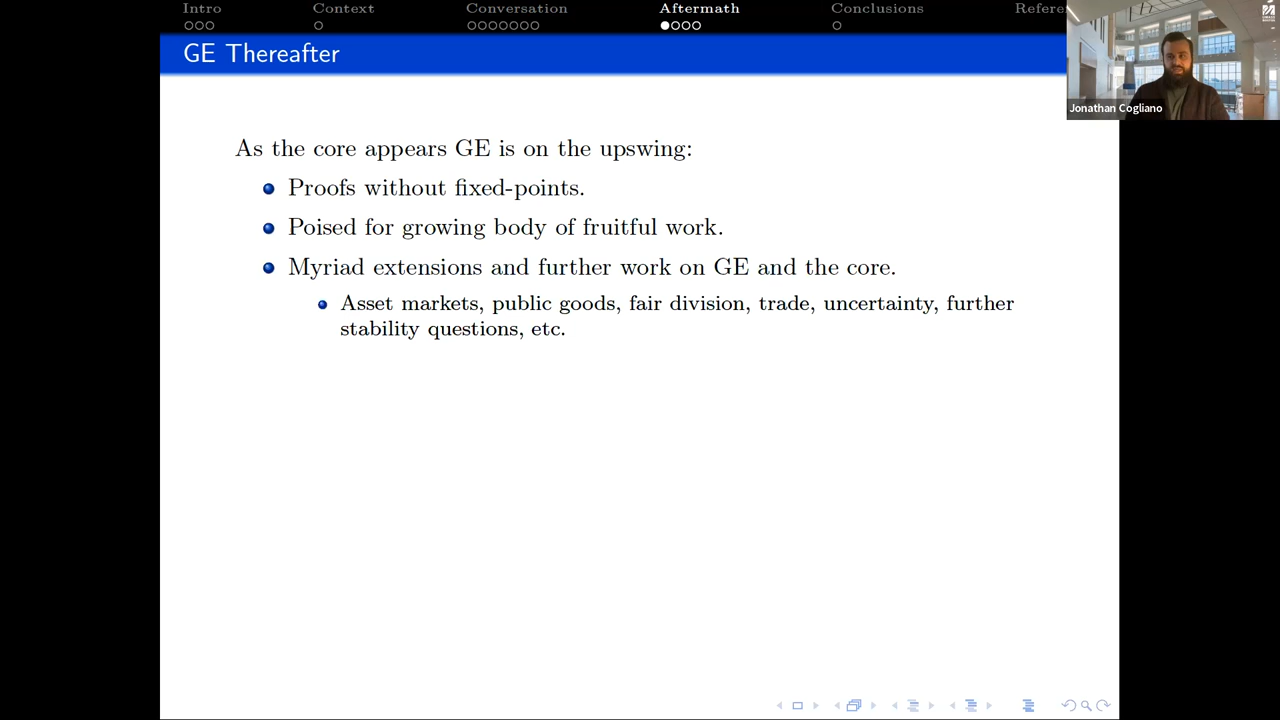 Intro Context Conversation Aftermath Conclusions Refere
GE Thereafter
Jonathan Cogliano
As the core appears GE is on the upswing:
Proofs without fixed-points.
Poised for growing body of fruitful work.
Myriad extensions and further work on GE and the core.
Asset markets, public goods, fair division, trade, uncertainty, further
stability questions, etc.